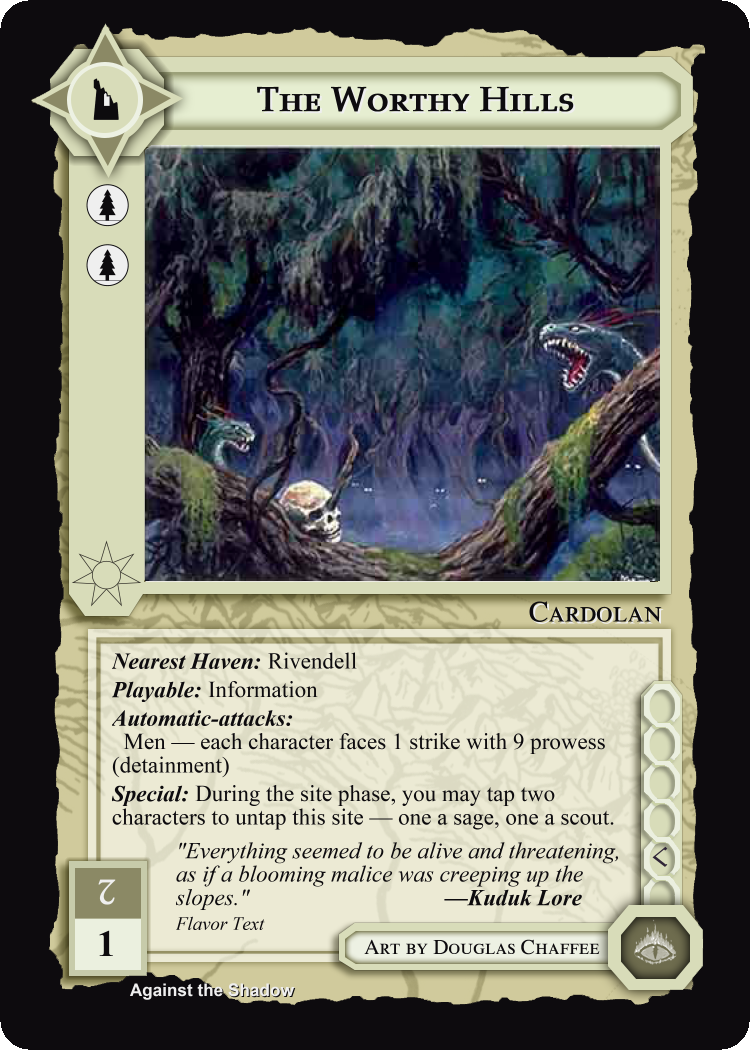 The Worthy Hills
Cardolan
Nearest Haven: Rivendell
Playable: Information
Automatic-attacks:
Men — each character faces 1 strike with 9 prowess
(detainment)
Special: During the site phase, you may tap two
characters to untap this site — one a sage, one a scout.
"Everything seemed to be alive and threatening,
as if a blooming malice was creeping up the
slopes." —Kuduk Lore
Flavor Text
2
1
Art by Douglas Chaffee
Against the Shadow